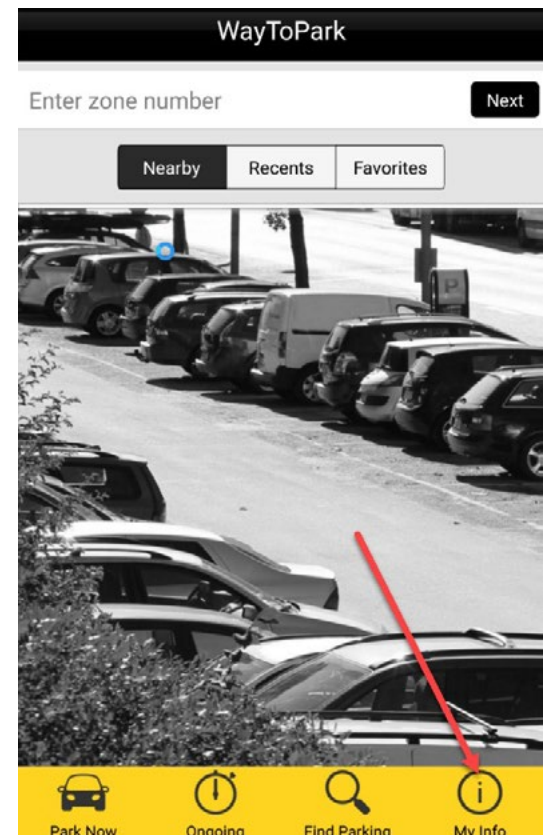 WayToPark
Enter zone number Next
Nearby Recents Favorites
P
i
Park Now Ongoing Find Parking My Info